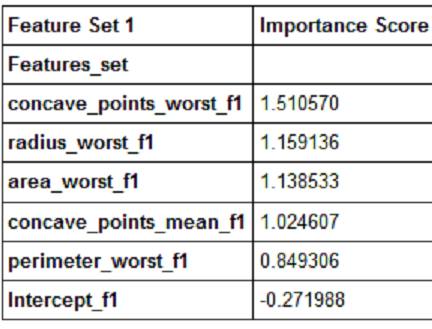 Feature Set 1 Importance Score
Features_set
concave_points_worst_f1 1.510570
radius_worst_f1 1.159136
area_worst_f1 1.138533
concave_points_mean_f1 1.024607
perimeter_worst_f1 0.849306
Intercept_f1 -0.271988